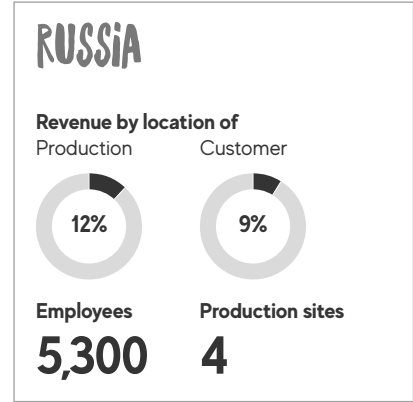 RUSSiA
Revenue by location of
Production Customer
12% 9%
Employees Production sites
5,300 4